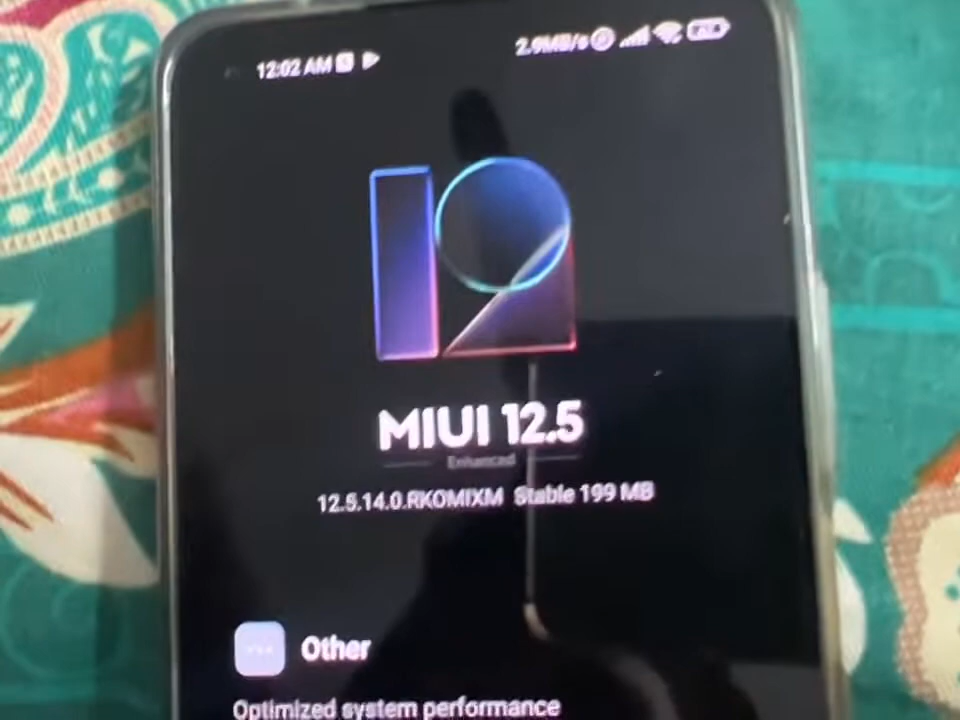 12:02 AM
2.9MB/s
MIUI 12.5
Enhanced
12.5.14.0.RKOMIXM Stable 199 MB
Other
Optimized system performance